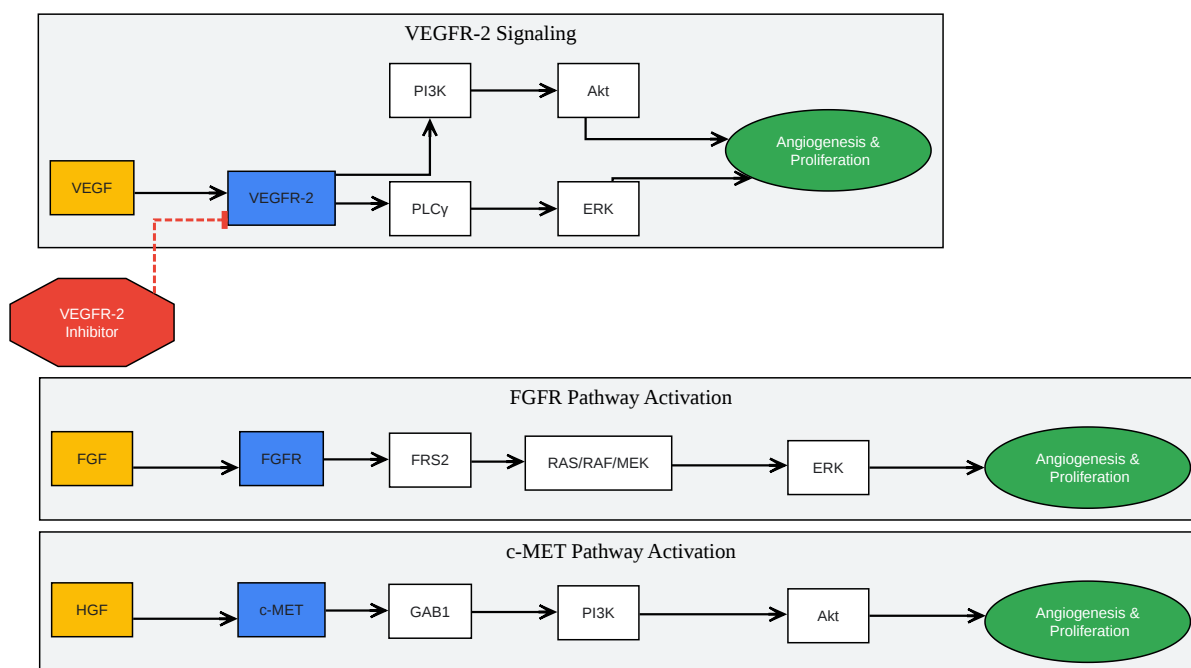 VEGFR-2 Signaling
PI3K
Akt
Angiogenesis &
Proliferation
VEGF
VEGFR-2
PLCγ
ERK
VEGFR-2
Inhibitor
FGFR Pathway Activation
FGF
FGFR
FRS2
RAS/RAF/MEK
ERK
Angiogenesis &
Proliferation
c-MET Pathway Activation
HGF
c-MET
GAB1
PI3K
Akt
Angiogenesis &
Proliferation